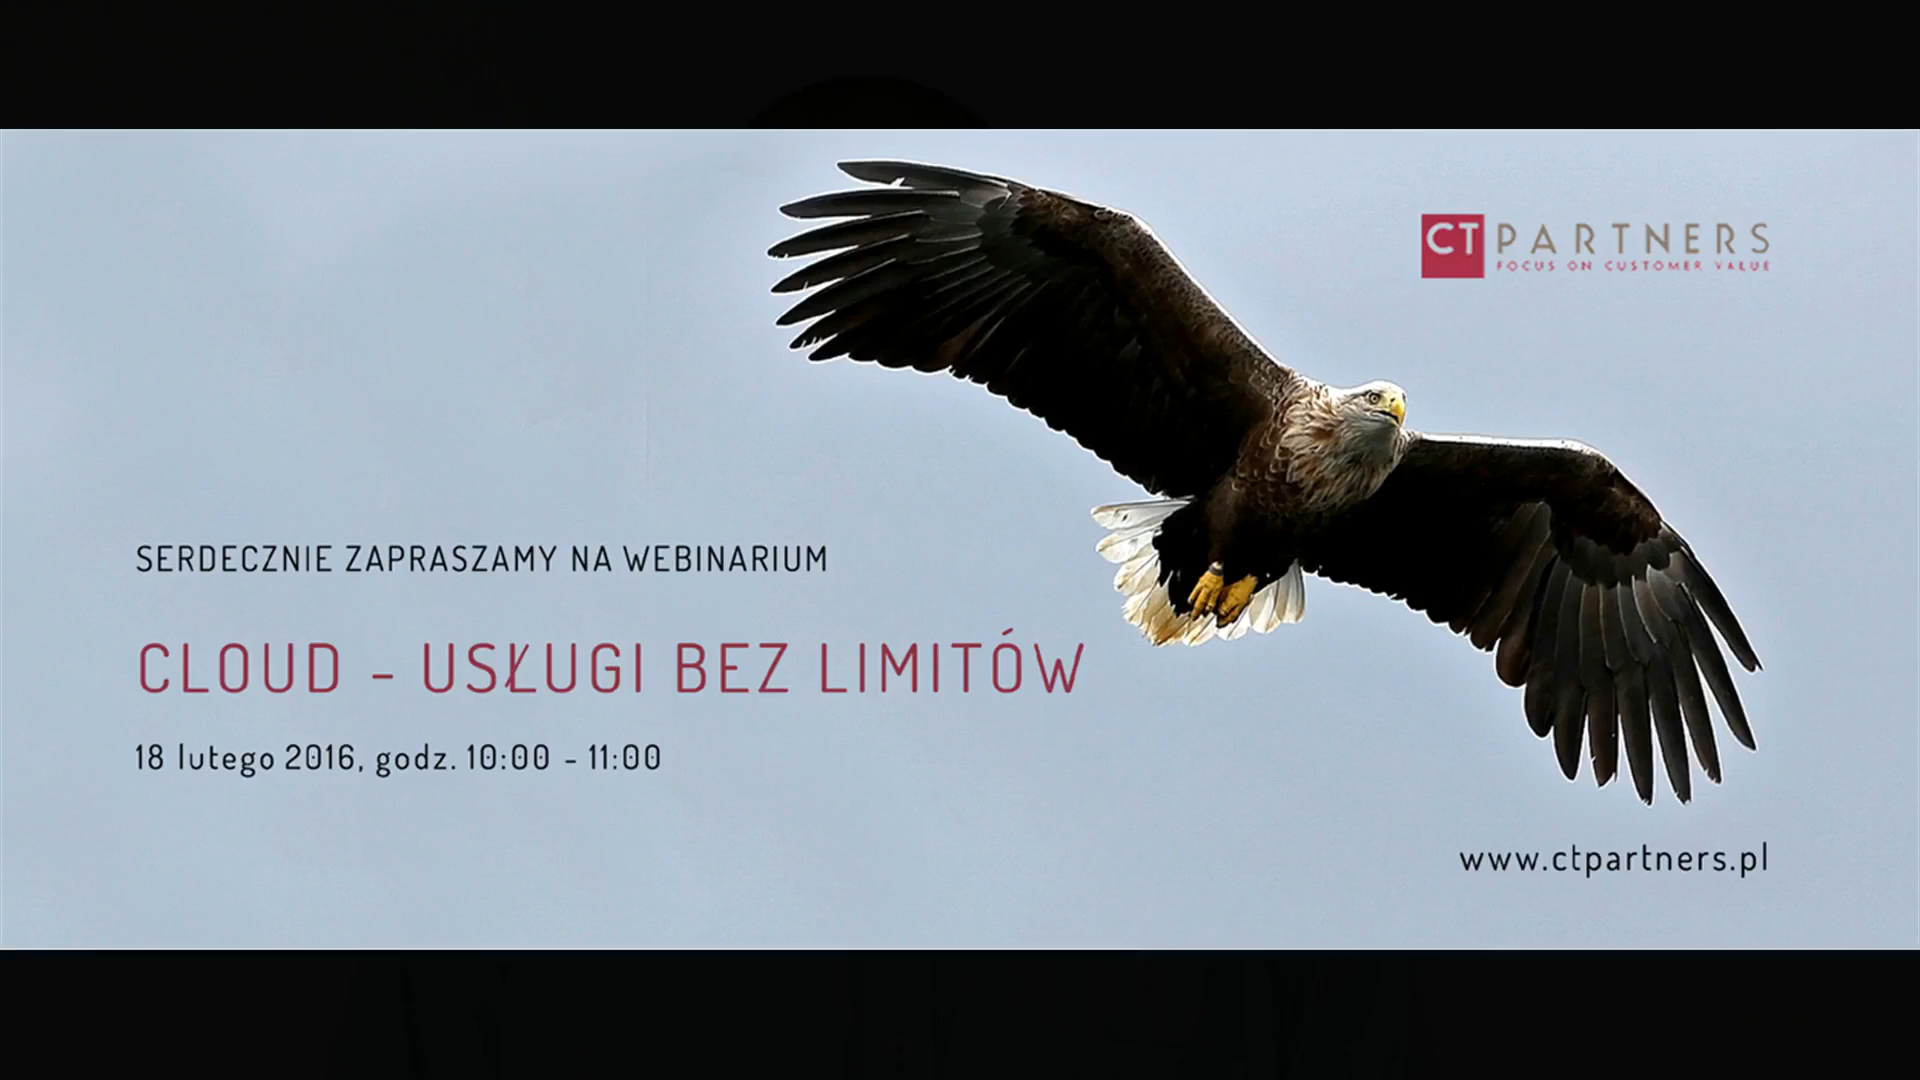 CT PARTNERS
FOCUS ON CUSTOMER VALUE
SERDECZNIE ZAPRASZAMY NA WEBINARIUM
CLOUD - USŁUGI BEZ LIMITÓW
18 lutego 2016, godz. 10:00 - 11:00
www.ctpartners.pl